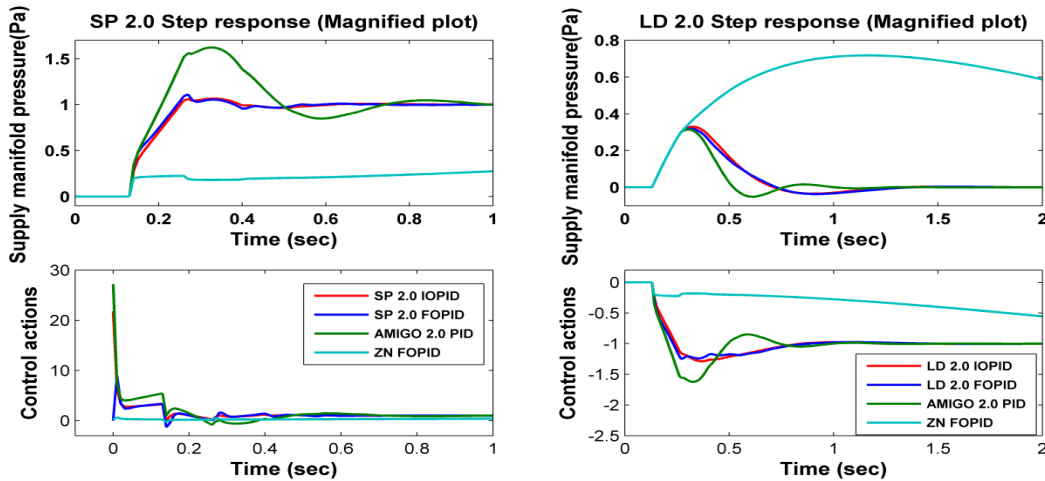 SP 2.0 Step response (Magnified plot)
Supply manifold pressure(Pa)
1.5
1
0.5
0
0
0.2
0.4
0.6
0.8
1
Time (sec)
Control actions
30
20
10
0
SP 2.0 IOPID
SP 2.0 FOPID
AMIGO 2.0 PID
ZN FOPID
0
0.2
0.4
0.6
0.8
1
Time (sec)
LD 2.0 Step response (Magnified plot)
Supply manifold pressure(Pa)
0.8
0.6
0.4
0.2
0
0
0.5
1
1.5
2
Time (sec)
Control actions
0
-0.5
-1
-1.5
-2
-2.5
LD 2.0 IOPID
LD 2.0 FOPID
AMIGO 2.0 PID
ZN FOPID
0
0.5
1
1.5
2
Time (sec)